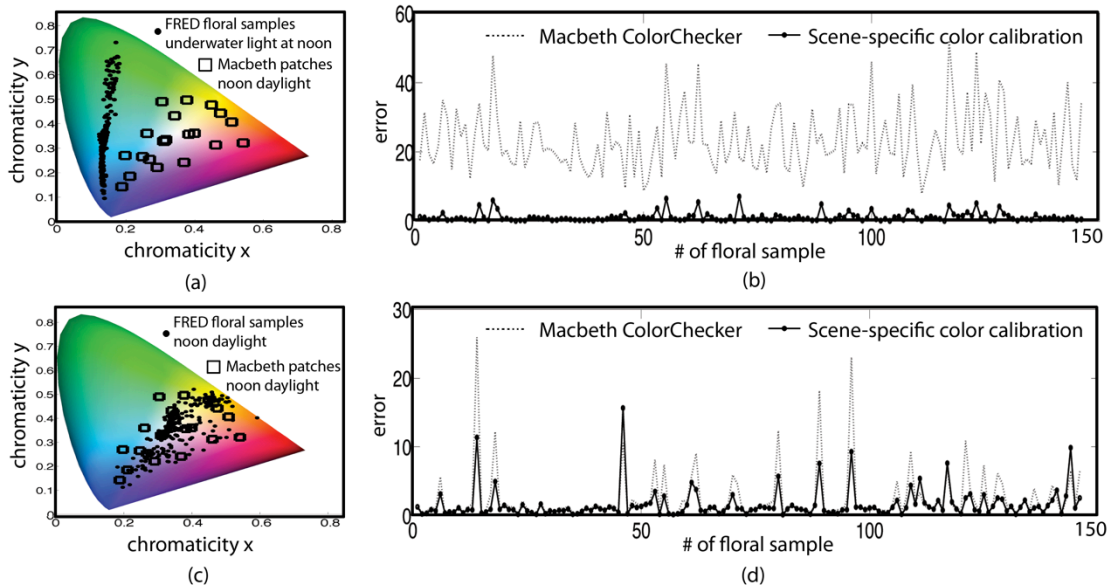 FRED floral samples
underwater light at noon
Macbeth patches
noon daylight
chromaticity y
0.8
0.7
0.6
0.5
0.4
0.3
0.2
0.1
0
0.2
0.4
0.6
0.8
chromaticity x
(a)
60
40
20
0
error
Macbeth ColorChecker
Scene-specific color calibration
0
50
100
150
# of floral sample
(b)
FRED floral samples
noon daylight
Macbeth patches
noon daylight
chromaticity y
0.8
0.7
0.6
0.5
0.4
0.3
0.2
0.1
0
0.2
0.4
0.6
0.8
chromaticity x
(c)
30
20
10
0
error
Macbeth ColorChecker
Scene-specific color calibration
0
50
100
150
# of floral sample
(d)